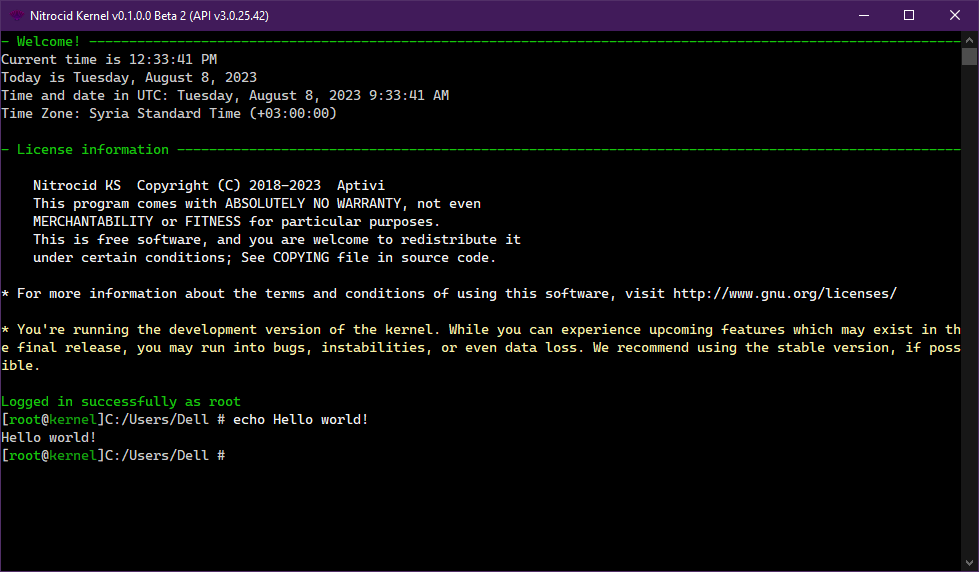 Nitrocid Kernel v0.1.0.0 Beta 2 (API v3.0.25.42)
- Welcome!
Current time is 12:33:41 PM
Today is Tuesday, August 8, 2023
Time and date in UTC: Tuesday, August 8, 2023 9:33:41 AM
Time Zone: Syria Standard Time (+03:00:00)
- License information
Nitrocid KS  Copyright (C) 2018-2023  Aptivi
This program comes with ABSOLUTELY NO WARRANTY, not even
MERCHANTABILITY or FITNESS for particular purposes.
This is free software, and you are welcome to redistribute it
under certain conditions; See COPYING file in source code.
* For more information about the terms and conditions of using this software, visit http://www.gnu.org/licenses/
* You're running the development version of the kernel. While you can experience upcoming features which may exist in th
e final release, you may run into bugs, instabilities, or even data loss. We recommend using the stable version, if poss
ible.
Logged in successfully as root
[root@kernel]C:/Users/Dell # echo Hello world!
Hello world!
[root@kernel]C:/Users/Dell #